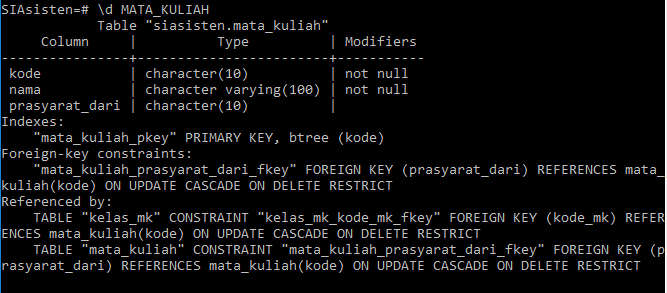 SIAsisten=# \d MATA_KULIAH
           Table "siasisten.mata_kuliah"
     Column     |          Type          | Modifiers
----------------+------------------------+-----------
 kode           | character(10)          | not null
 nama           | character varying(100) | not null
 prasyarat_dari | character(10)          |
Indexes:
    "mata_kuliah_pkey" PRIMARY KEY, btree (kode)
Foreign-key constraints:
    "mata_kuliah_prasyarat_dari_fkey" FOREIGN KEY (prasyarat_dari) REFERENCES mata_
kuliah(kode) ON UPDATE CASCADE ON DELETE RESTRICT
Referenced by:
    TABLE "kelas_mk" CONSTRAINT "kelas_mk_kode_mk_fkey" FOREIGN KEY (kode_mk) REFER
ENCES mata_kuliah(kode) ON UPDATE CASCADE ON DELETE RESTRICT
    TABLE "mata_kuliah" CONSTRAINT "mata_kuliah_prasyarat_dari_fkey" FOREIGN KEY (p
rasyarat_dari) REFERENCES mata_kuliah(kode) ON UPDATE CASCADE ON DELETE RESTRICT